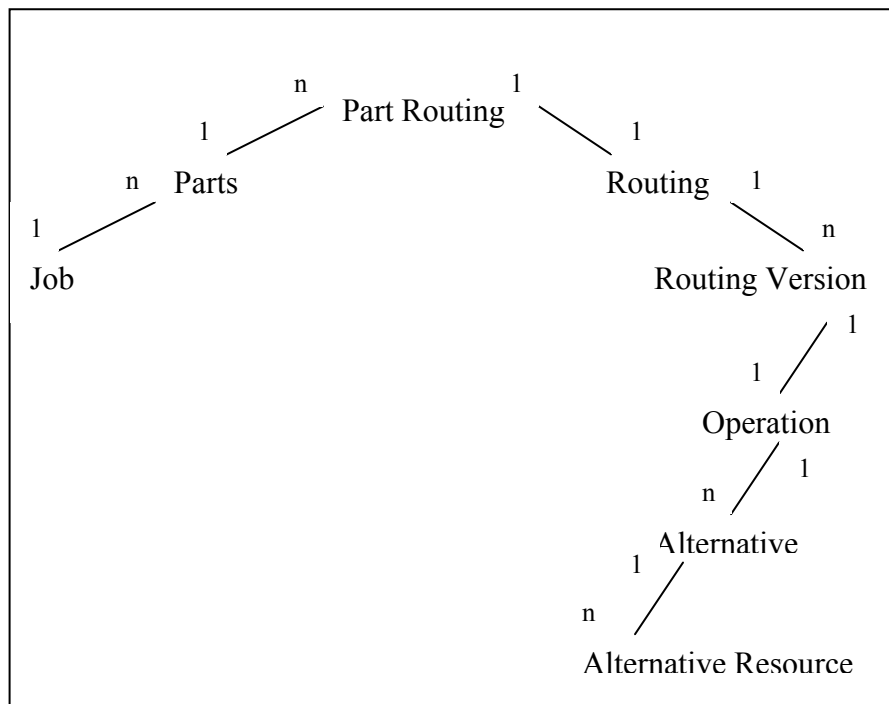 n
Part Routing
1
1
1
n
Parts
Routing
1
1
n
Job
Routing Version
1
1
Operation
1
n
Alternative
1
n
Alternative Resource